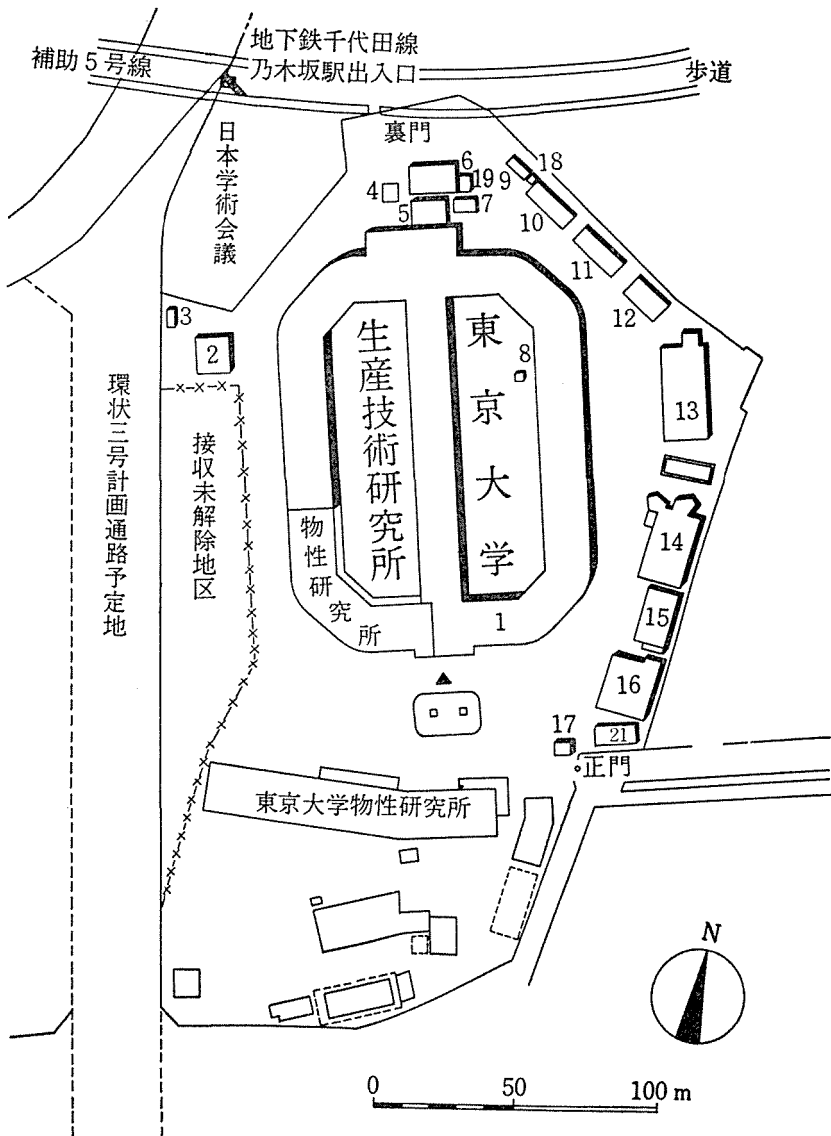 地下鉄千代田線
乃木坂駅出入口
補助5号線
歩道
裏門
日本学術会議
6
18
19
9
4
7
5
10
11
12
3
2
8
13
東京大学
生産技術研究所
環状三号計画通路予定地
接収未解除地区
物性研究所
14
15
1
16
17
21
正門
東京大学物性研究所
N
0 50 100 m